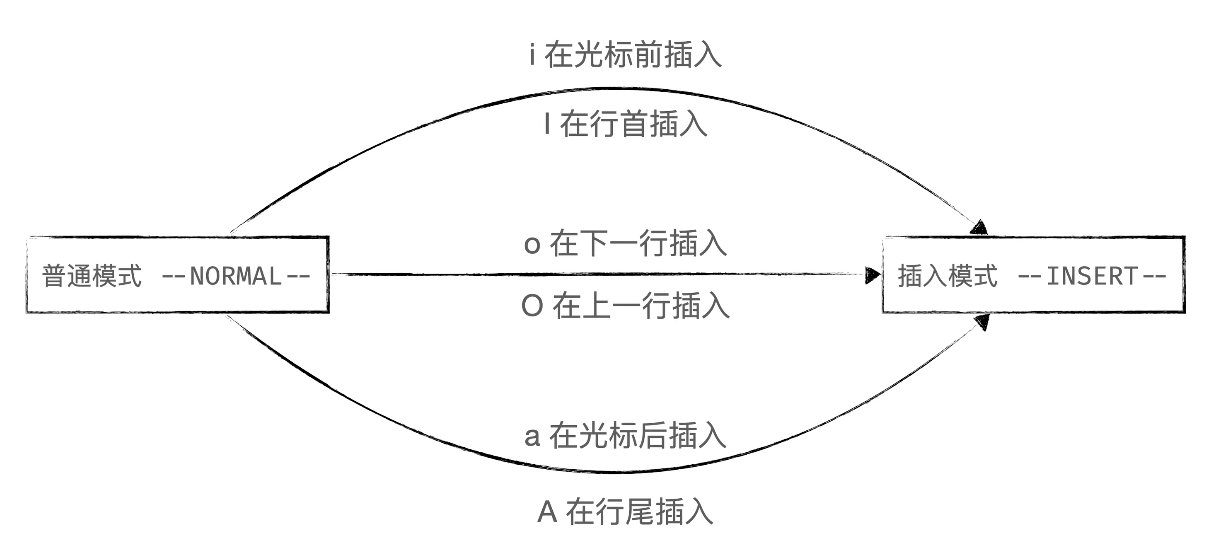 i 在光标前插入
I 在行首插入
o 在下一行插入
普通模式 --NORMAL--
插入模式 --INSERT--
O 在上一行插入
a 在光标后插入
A 在行尾插入